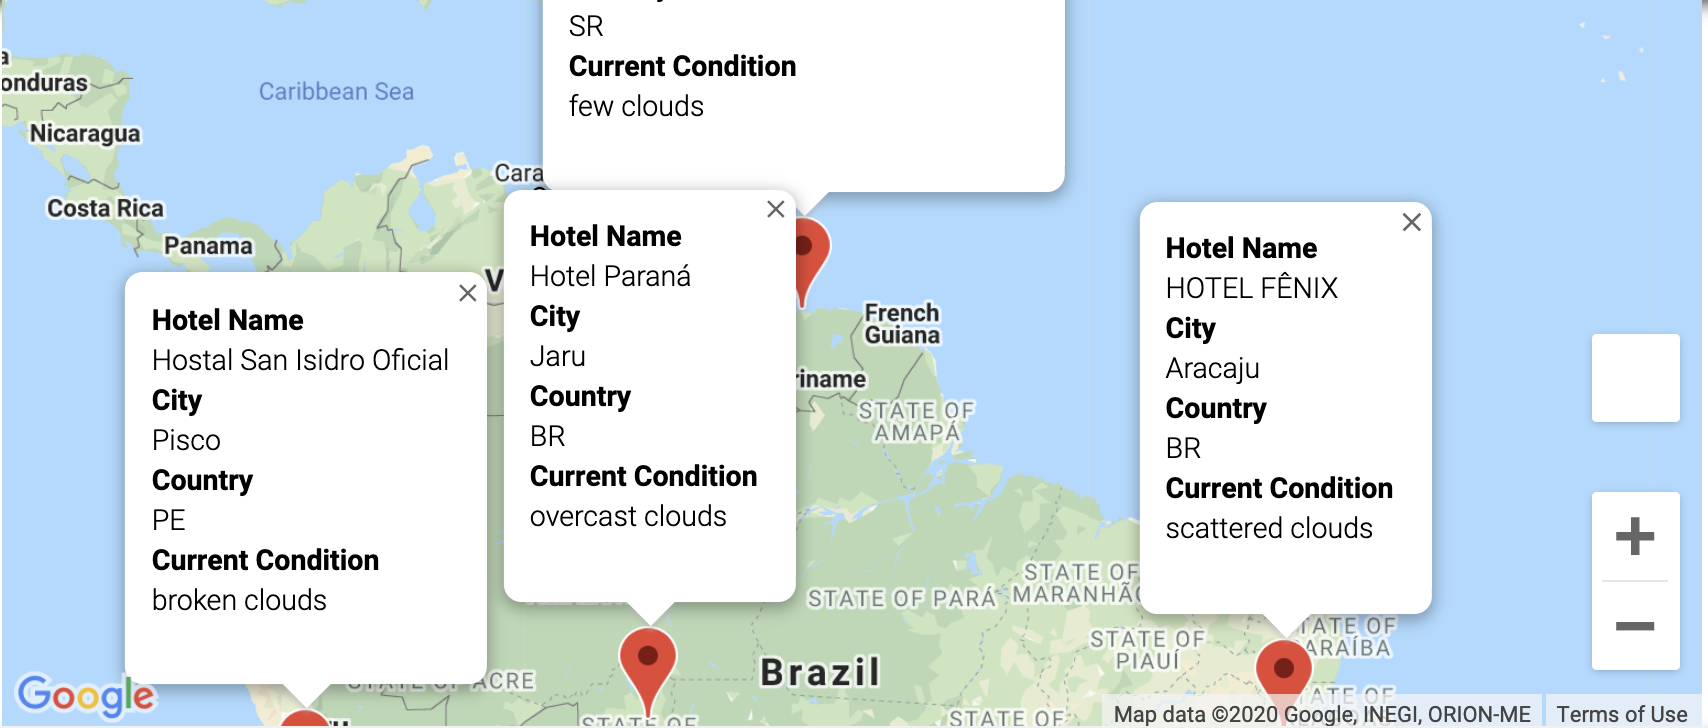 SR
Current Condition
few clouds
Caribbean Sea
onduras
Nicaragua
Costa Rica
Panama
Cara
Hotel Name
Hostal San Isidro Oficial
City
Pisco
Country
PE
Current Condition
broken clouds
Hotel Name
Hotel Paraná
City
Jaru
Country
BR
Current Condition
overcast clouds
Hotel Name
HOTEL FÊNIX
City
Aracaju
Country
BR
Current Condition
scattered clouds
V
French
Guiana
riname
STATE OF
AMAPÁ
STATE OF PARÁ
STATE OF
MARANHÃO
STATE OF
PIAUÍ
TATE OF
ARAÍBA
Brazil
STATE OF ACRE
STATE OF
STATE OF
TATE OF
Google
Map data ©2020 Google, INEGI, ORION-ME
Terms of Use